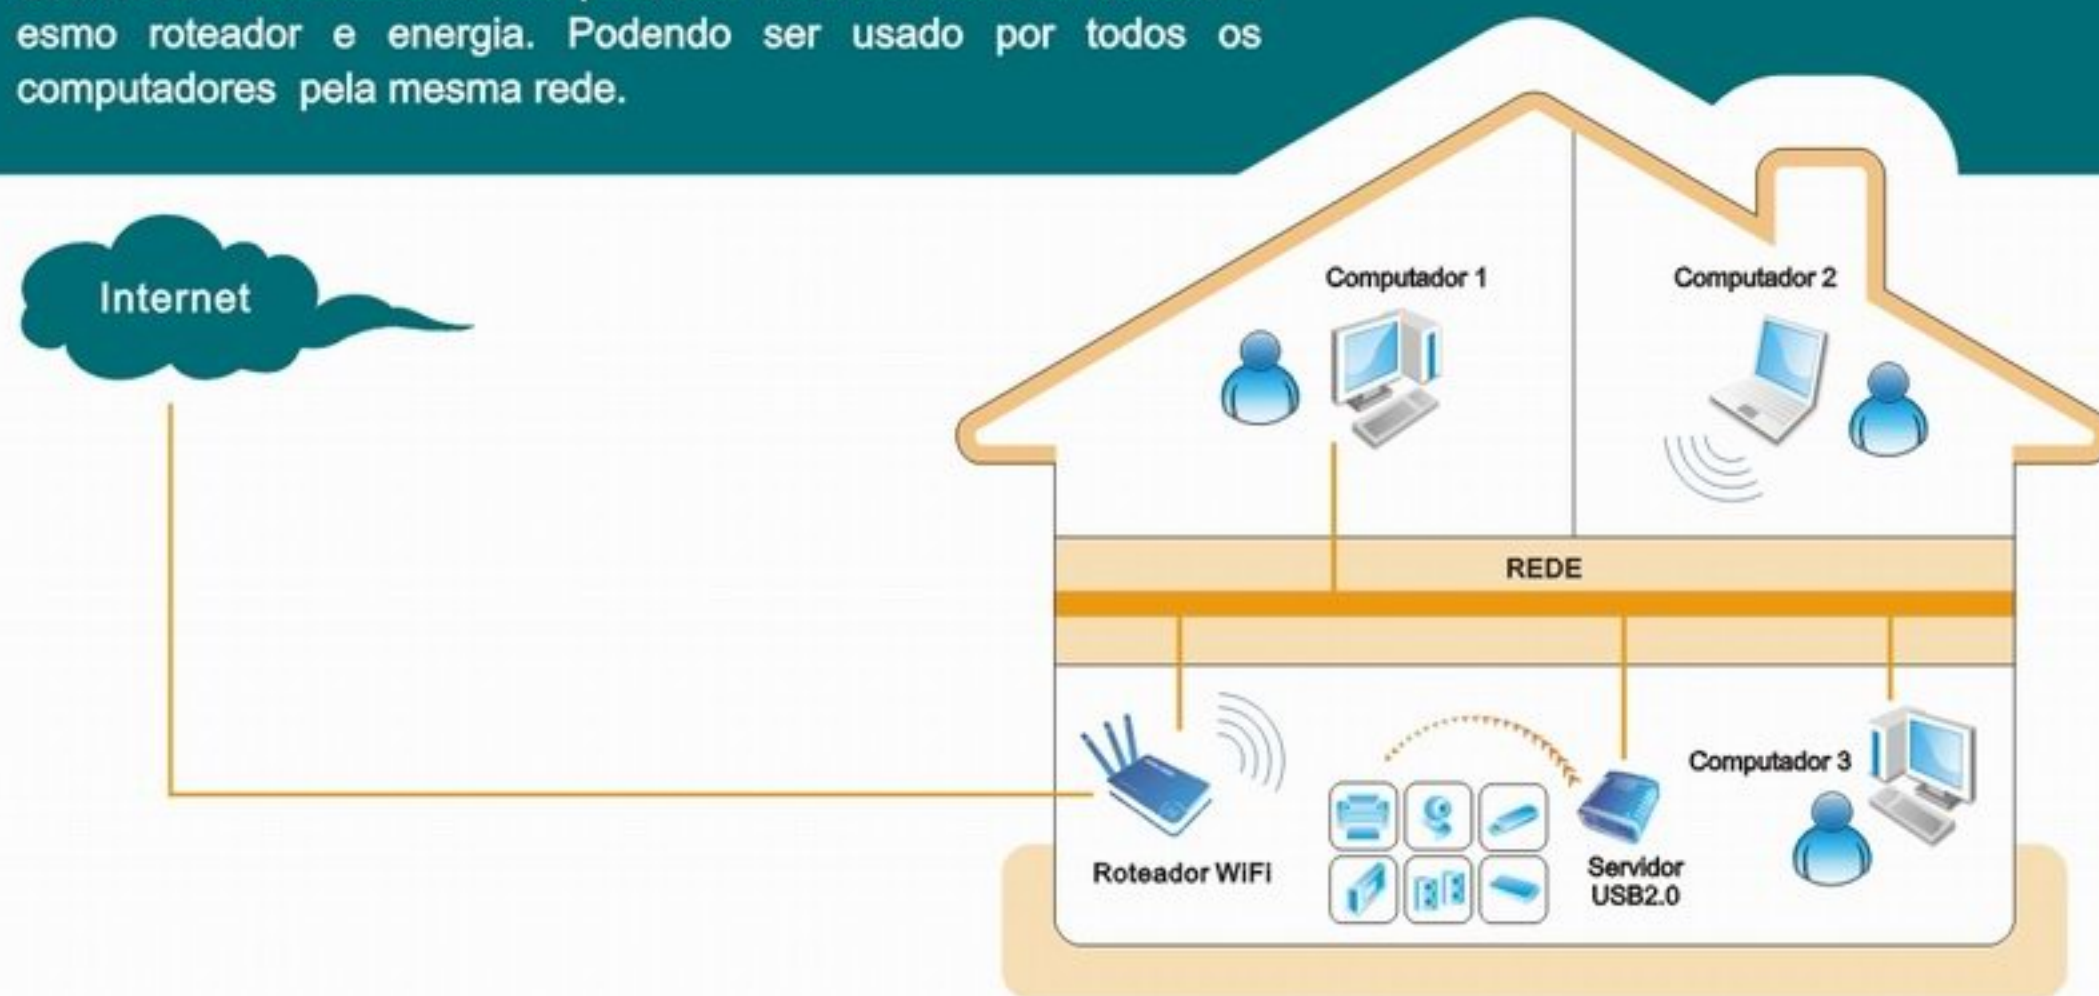 esmo roteador e energia. Podendo ser usado por todos os
computadores pela mesma rede.
Internet
Computador 1
Computador 2
REDE
Computador 3
Roteador WiFi
Servidor
USB2.0